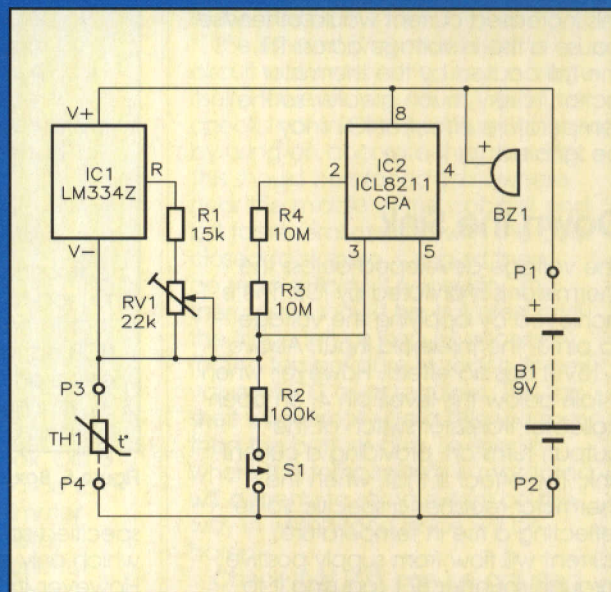 V+
IC1
LM334Z
R
V−
R1
15k
RV1
22k
P3
TH1
t°
P4
2
R4
10M
R3
10M
R2
100k
S1
8
IC2
ICL8211
CPA
4
3
5
+
BZ1
P1
+
B1
9V
P2